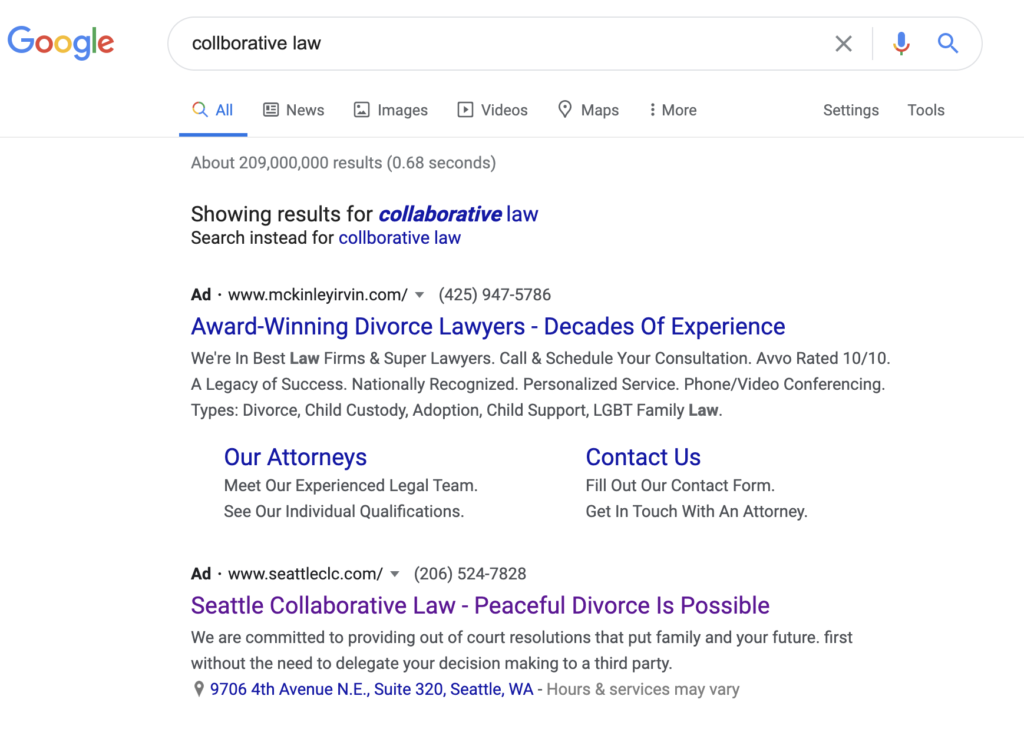 Google
collborative law
All News Images Videos Maps More Settings Tools
About 209,000,000 results (0.68 seconds)
Showing results for collaborative law
Search instead for collborative law
Ad · www.mckinleyirvin.com/ (425) 947-5786
Award-Winning Divorce Lawyers - Decades Of Experience
We're In Best Law Firms & Super Lawyers. Call & Schedule Your Consultation. Avvo Rated 10/10.
A Legacy of Success. Nationally Recognized. Personalized Service. Phone/Video Conferencing.
Types: Divorce, Child Custody, Adoption, Child Support, LGBT Family Law.
Our Attorneys
Meet Our Experienced Legal Team.
See Our Individual Qualifications.
Contact Us
Fill Out Our Contact Form.
Get In Touch With An Attorney.
Ad · www.seattleclc.com/ (206) 524-7828
Seattle Collaborative Law - Peaceful Divorce Is Possible
We are committed to providing out of court resolutions that put family and your future. first
without the need to delegate your decision making to a third party.
9706 4th Avenue N.E., Suite 320, Seattle, WA - Hours & services may vary